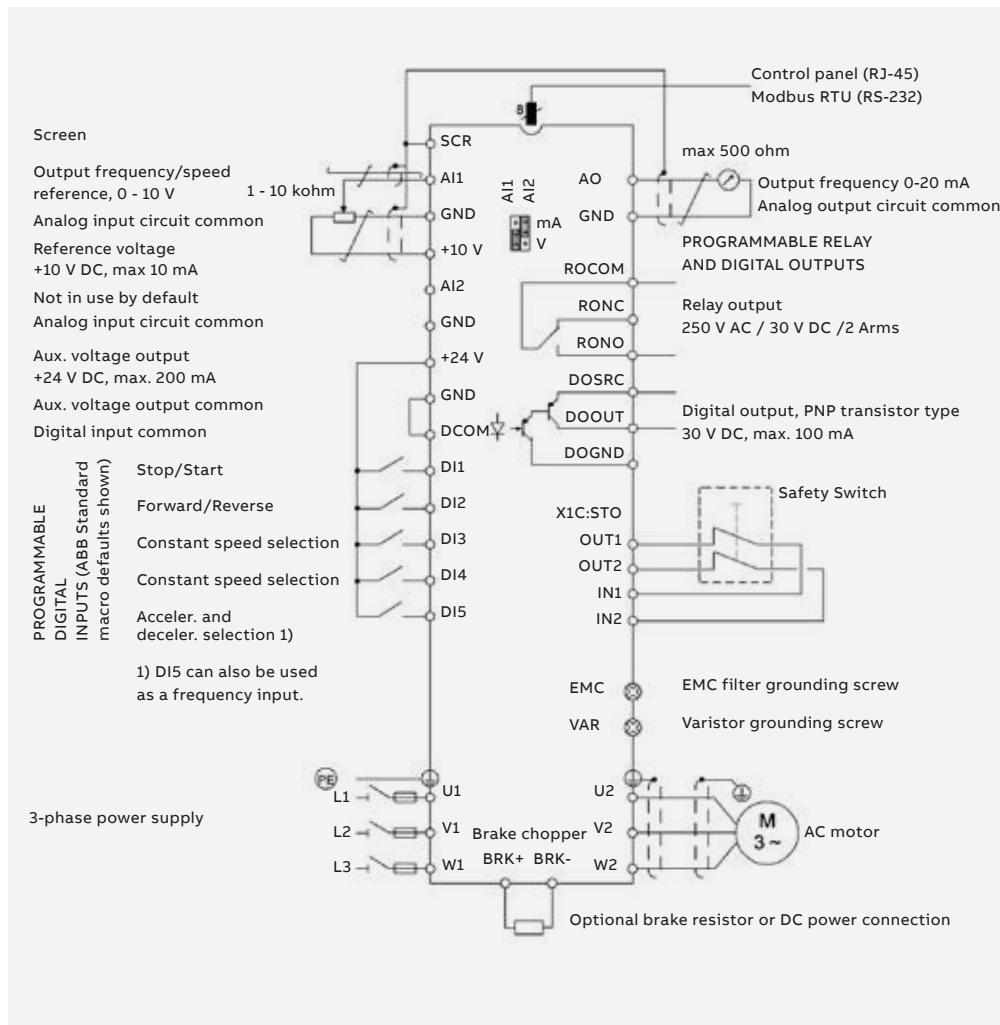 Control panel (RJ-45)
Modbus RTU (RS-232)
8
Screen
SCR
max 500 ohm
Output frequency/speed
reference, 0 - 10 V
1 - 10 kohm
AI1
AI1
AI2
AO
Output frequency 0-20 mA
Analog output circuit common
Analog input circuit common
GND
mA
V
GND
Reference voltage
+10 V DC, max 10 mA
+10 V
PROGRAMMABLE RELAY
AND DIGITAL OUTPUTS
Not in use by default
AI2
ROCOM
Analog input circuit common
GND
RONC
RONO
Relay output
250 V AC / 30 V DC /2 Arms
Aux. voltage output
+24 V DC, max. 200 mA
+24 V
Aux. voltage output common
GND
DOSRC
Digital input common
DCOM
DOOUT
DOGND
Digital output, PNP transistor type
30 V DC, max. 100 mA
PROGRAMMABLE
DIGITAL
INPUTS (ABB Standard
macro defaults shown)
Stop/Start
DI1
Forward/Reverse
DI2
Constant speed selection
DI3
Constant speed selection
DI4
Acceler. and
deceler. selection 1)
DI5
Safety Switch
X1C:STO
OUT1
OUT2
IN1
IN2
1) DI5 can also be used
as a frequency input.
EMC
EMC filter grounding screw
VAR
Varistor grounding screw
PE
3-phase power supply
L1
U1
L2
V1
L3
W1
Brake chopper
BRK+ BRK-
U2
V2
W2
M
3 ~
AC motor
Optional brake resistor or DC power connection